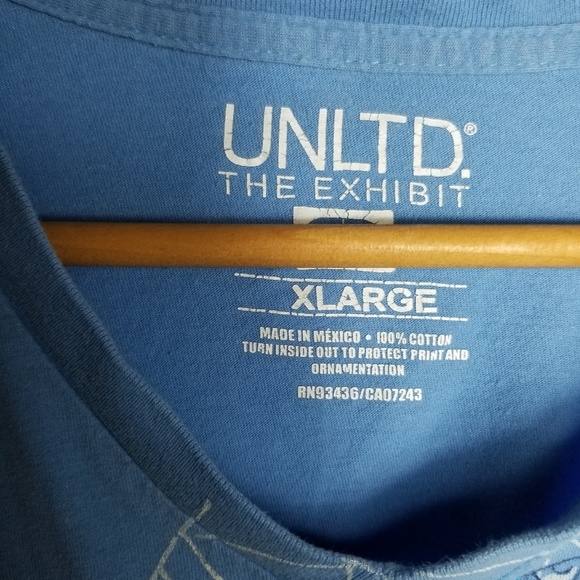 UNLTD.®
THE EXHIBIT
XLARGE
MADE IN MÉXICO • 100% COTTON
TURN INSIDE OUT TO PROTECT PRINT AND
ORNAMENTATION
RN93436/CA07243